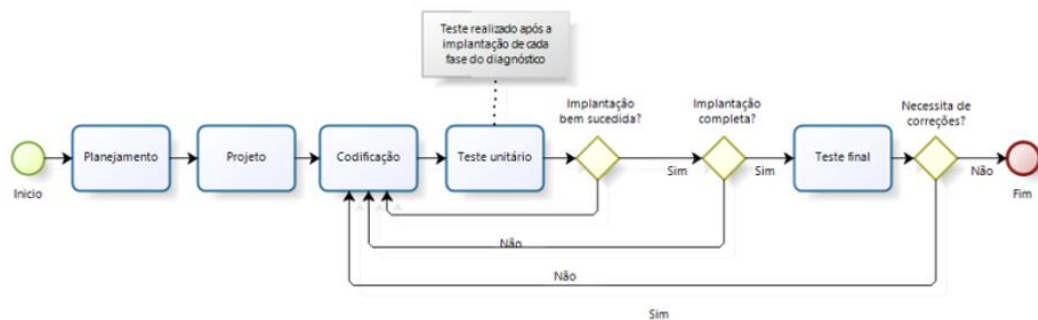 Teste realizado após a
implantação de cada
fase do diagnóstico
Implantação
bem sucedida?
Implantação
completa?
Necessita de
correções?
Planejamento
Projeto
Codificação
Teste unitário
Teste final
Inicio
Sim
Sim
Não
Fim
Não
Não
Sim